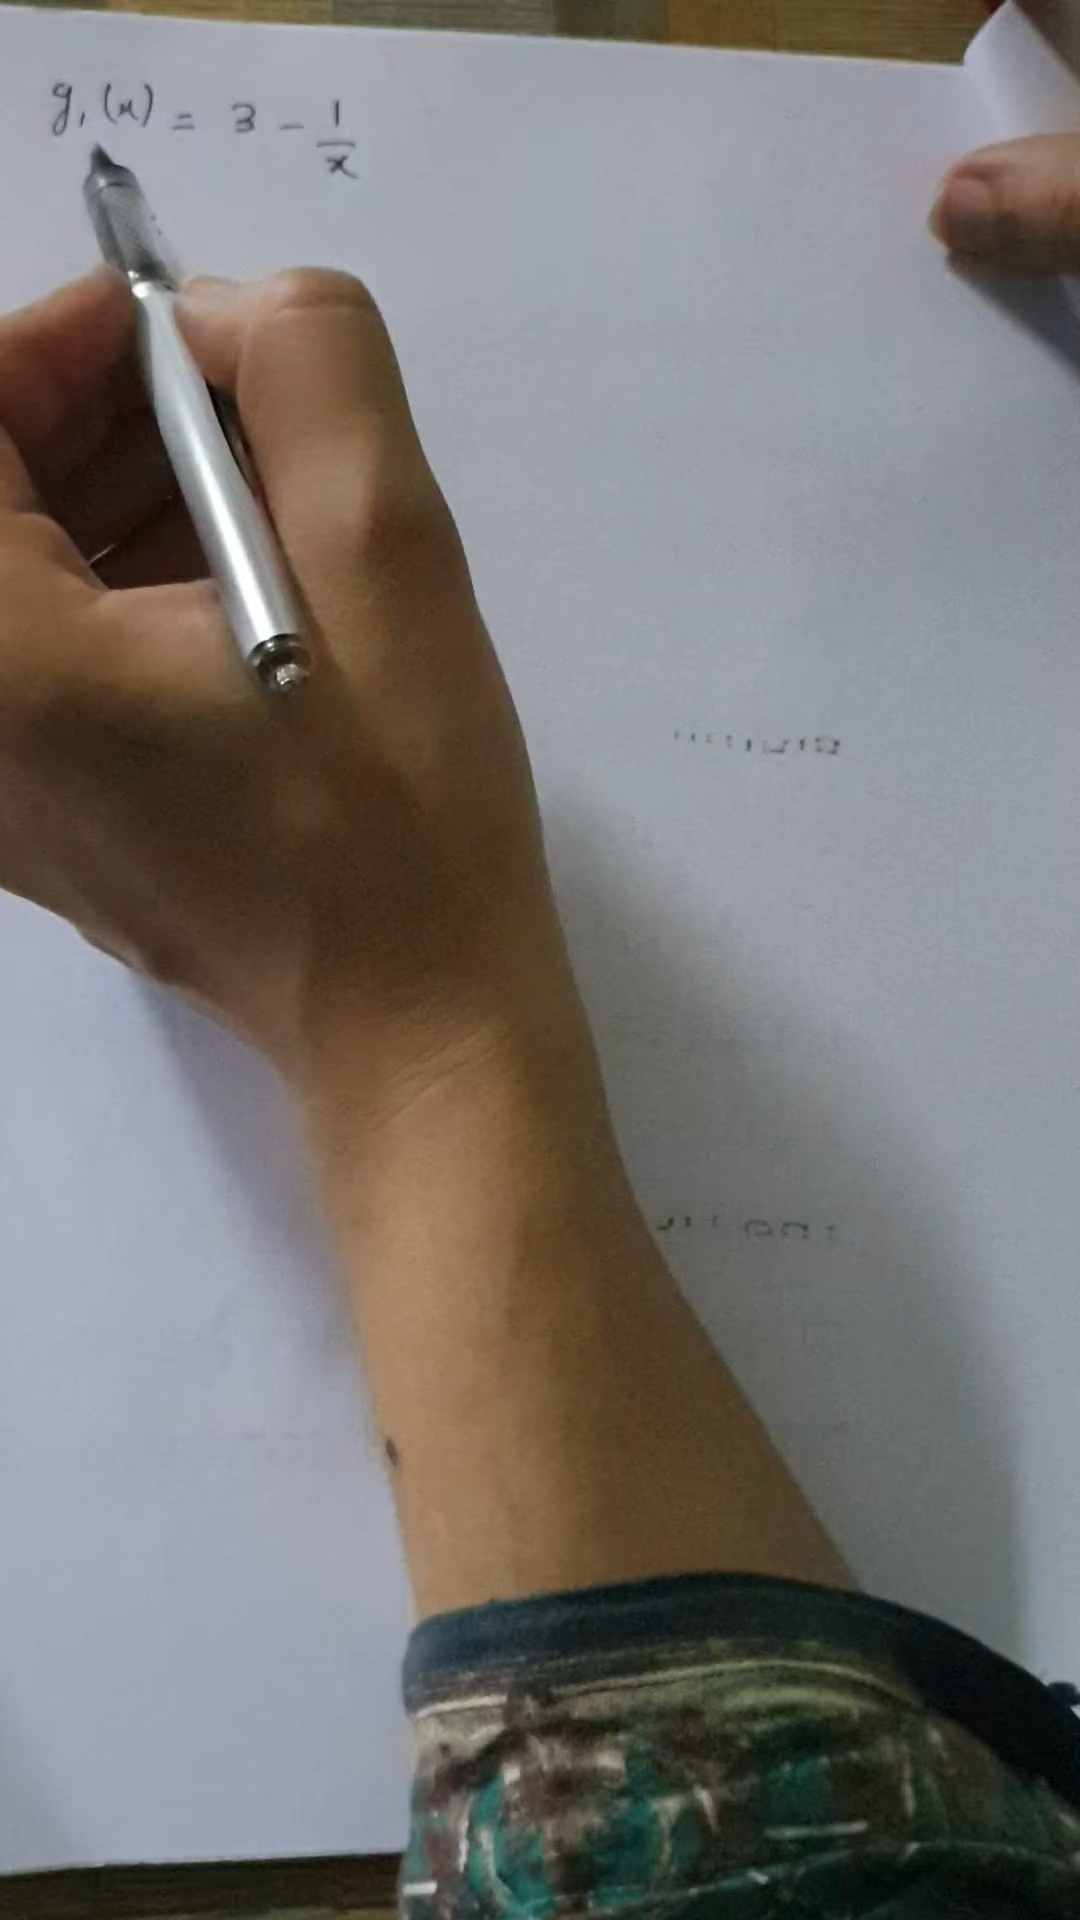 g₁(x) = 3 - 1/x